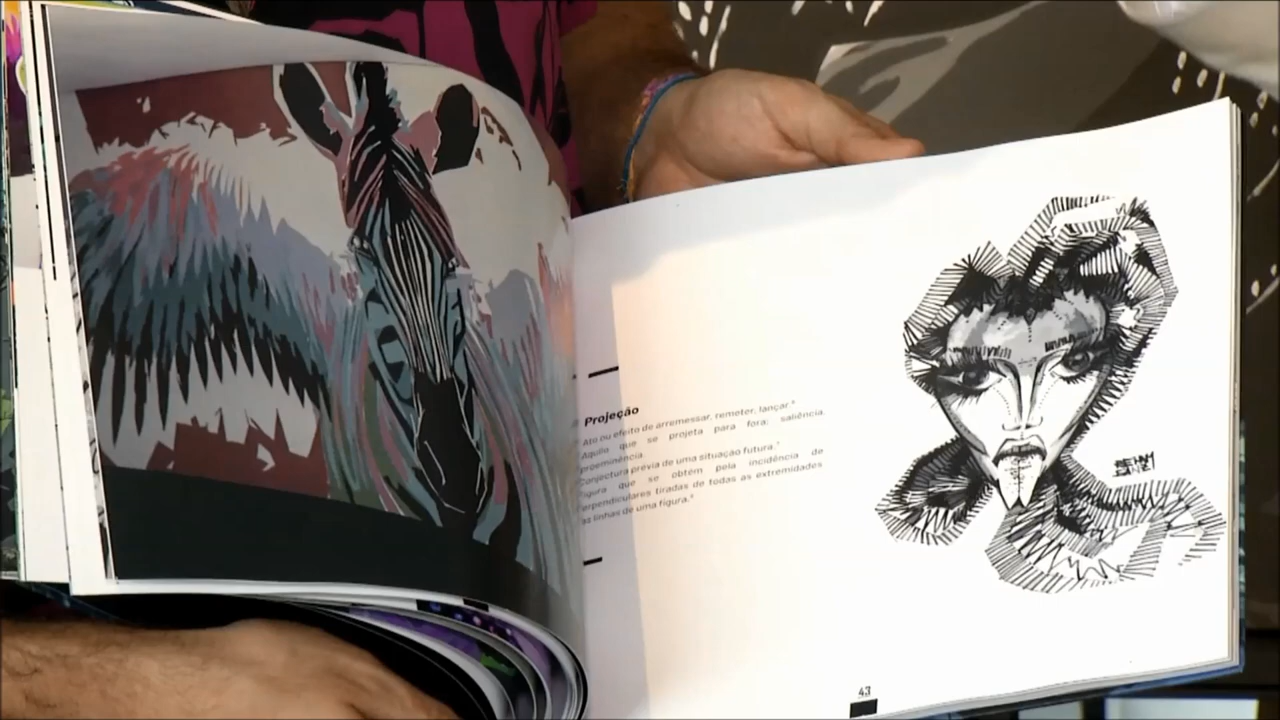 Projeção
Ato ou efeito de arremessar, remeter, lançar.
Aquilo que se projeta para fora; saliência,
proeminência.
Conjectura prévia de uma situação futura.
Figura que se obtém pela incidência de
perpendiculares tiradas de todas as extremidades
as linhas de uma figura.
43